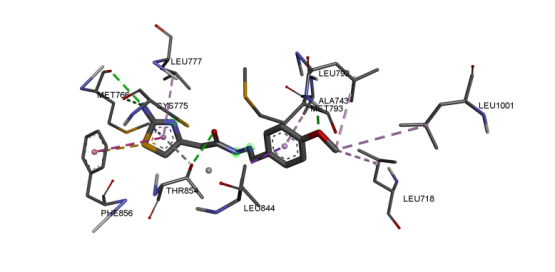 LEU777
LEU792
MET766
CYS775
ALA743
MET793
LEU1001
THR854
LEU718
PHE856
LEU844